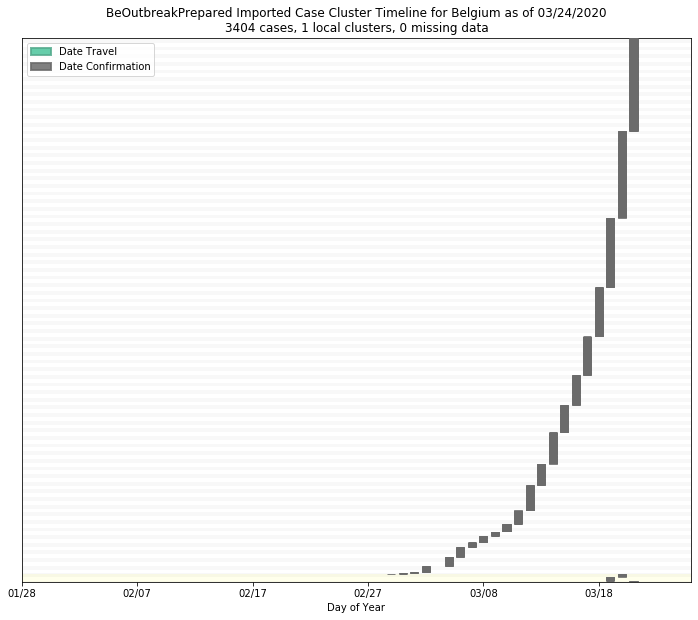 BeOutbreakPrepared Imported Case Cluster Timeline for Belgium as of 03/24/2020
3404 cases, 1 local clusters, 0 missing data
Date Travel
Date Confirmation
01/28 02/07 02/17 02/27 03/08 03/18
Day of Year